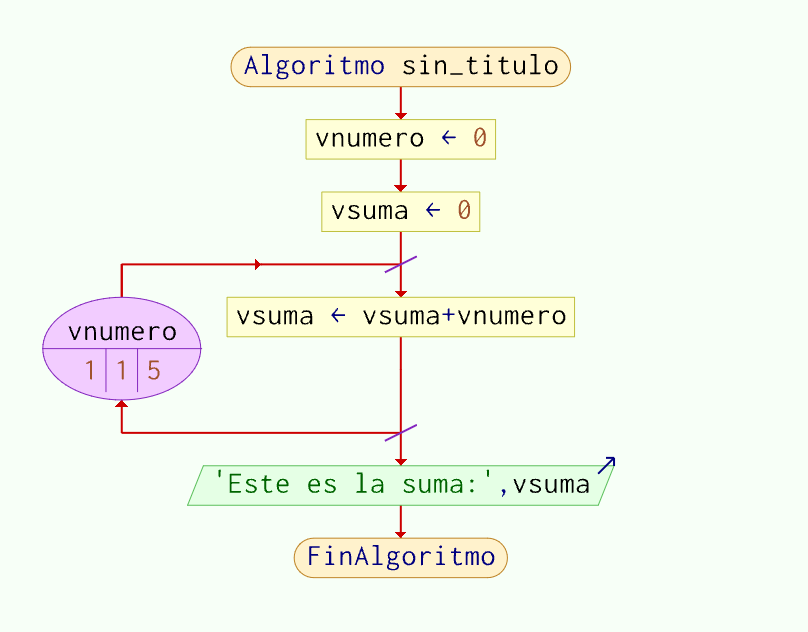 Algoritmo sin_titulo
vnumero ← 0
vsuma ← 0
vsuma ← vsuma+vnumero
vnumero
1 1 5
'Este es la suma:',vsuma
FinAlgoritmo